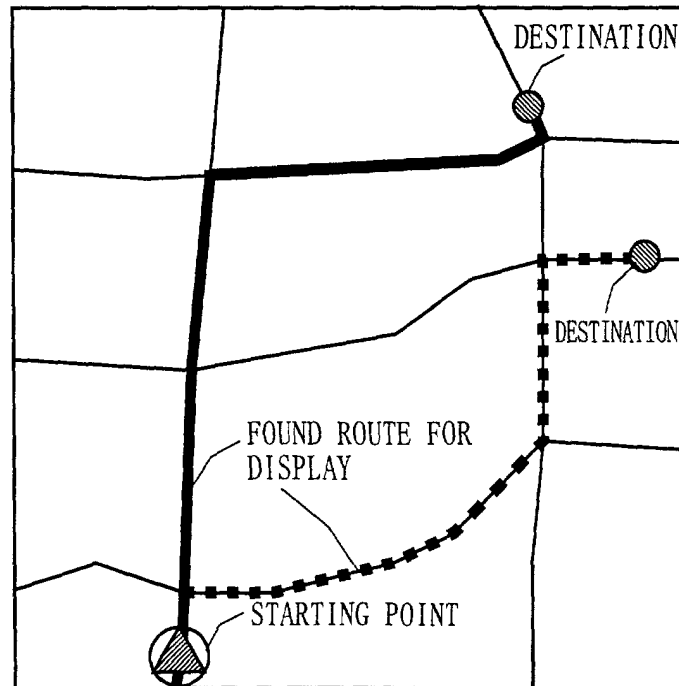 DESTINATION
DESTINATION
FOUND ROUTE FOR
DISPLAY
STARTING POINT